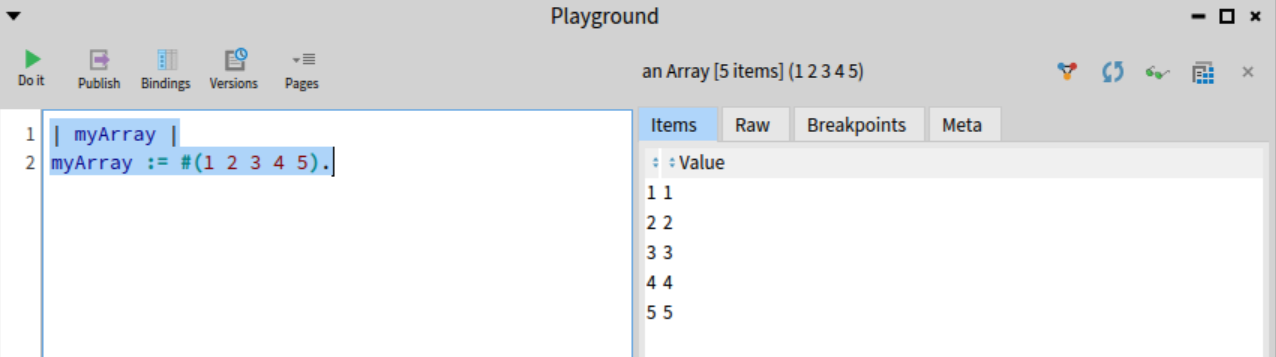 Playground
Do it Publish Bindings Versions Pages
an Array [5 items] (1 2 3 4 5)
1 | myArray |
2 myArray := #(1 2 3 4 5).
Items Raw Breakpoints Meta
Value
1 1
2 2
3 3
4 4
5 5